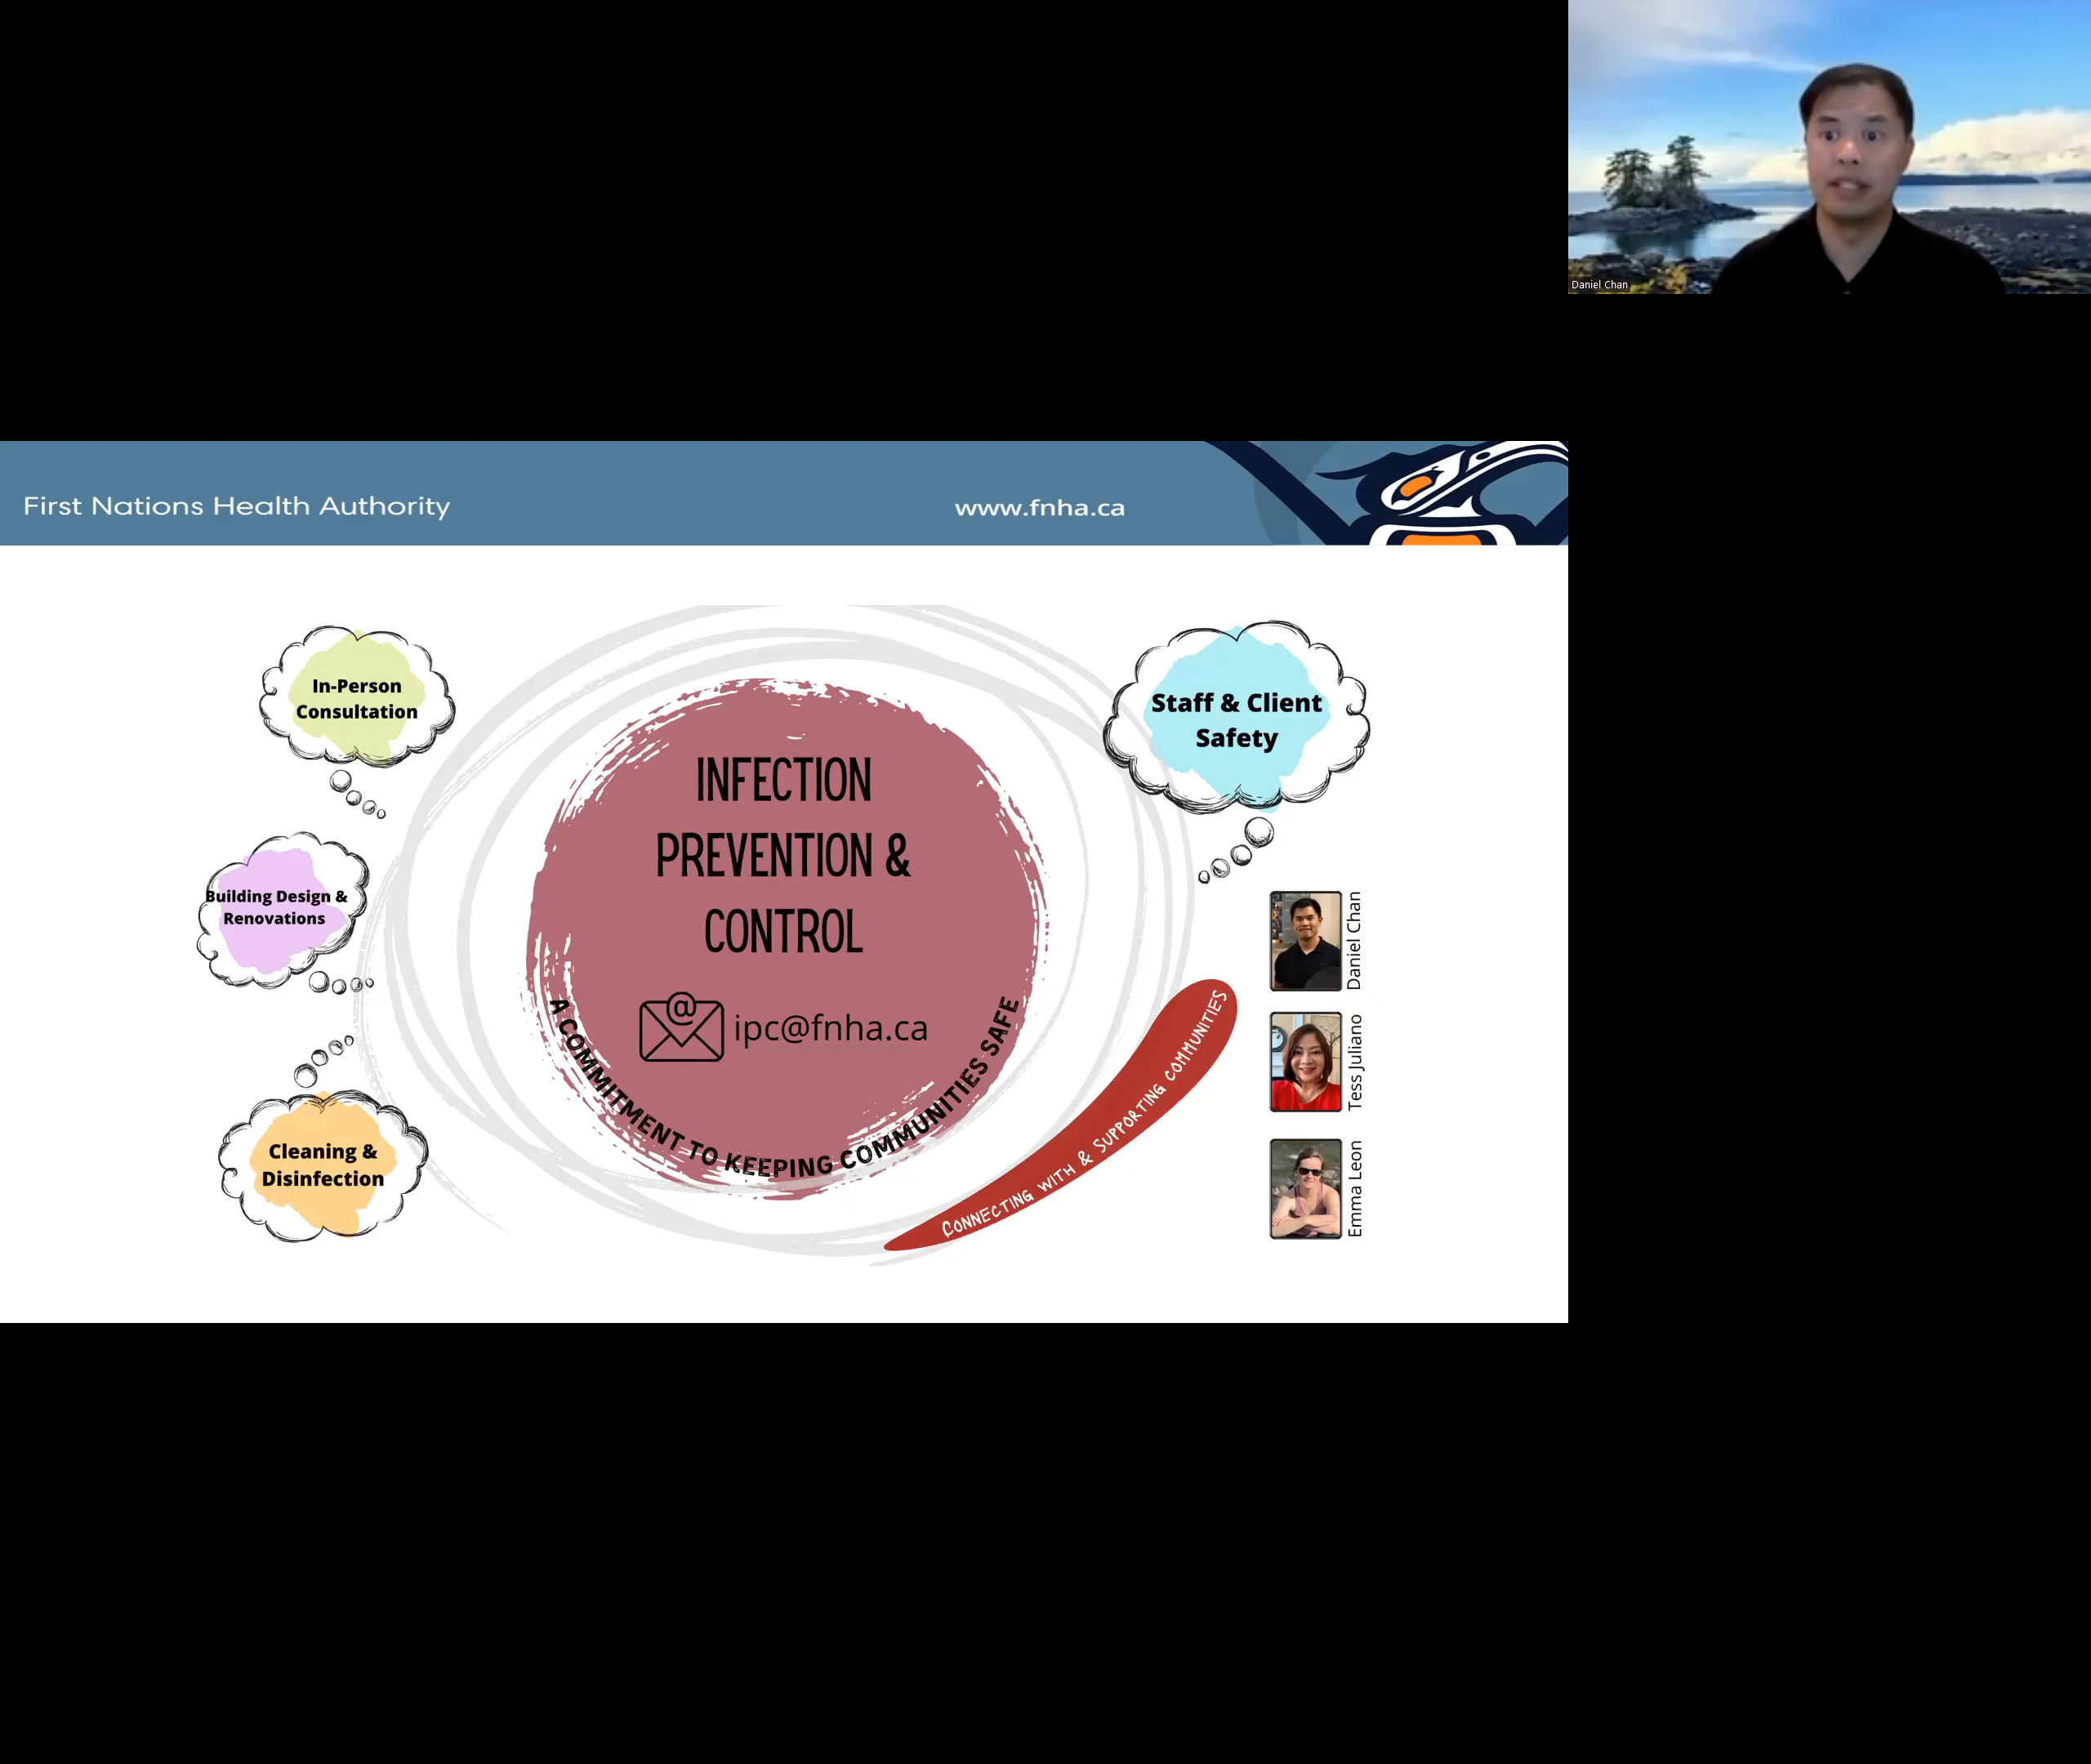 Daniel Chan
First Nations Health Authority
www.fnha.ca
In-Person
Consultation
Staff & Client
Safety
Building Design &
Renovations
INFECTION
PREVENTION &
CONTROL
@
ipc@fnha.ca
A COMMITMENT TO KEEPING COMMUNITIES SAFE
Cleaning &
Disinfection
CONNECTING WITH & SUPPORTING COMMUNITIES
Daniel Chan
Tess Juliano
Emma Leon